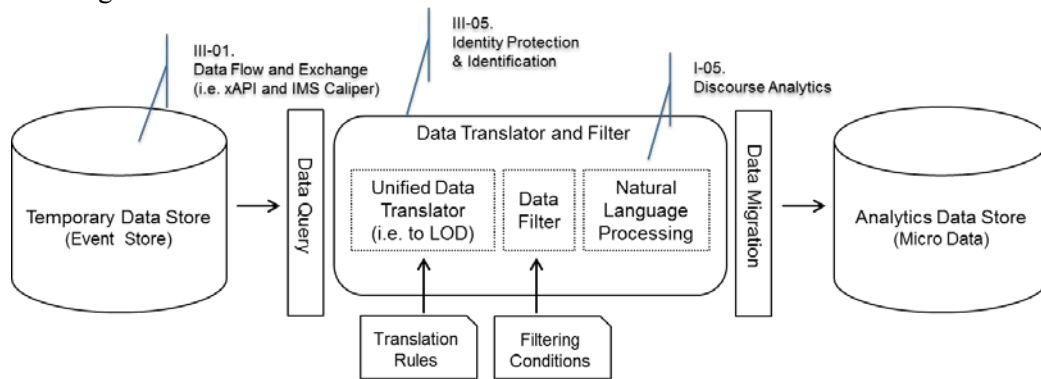 III-01.
Data Flow and Exchange
(i.e. xAPI and IMS Caliper)
III-05.
Identity Protection
& Identification
I-05.
Discourse Analytics
Temporary Data Store
(Event Store)
Data Query
Data Translator and Filter
Unified Data
Translator
(i.e. to LOD)
Data
Filter
Natural
Language
Processing
Data Migration
Analytics Data Store
(Micro Data)
Translation
Rules
Filtering
Conditions